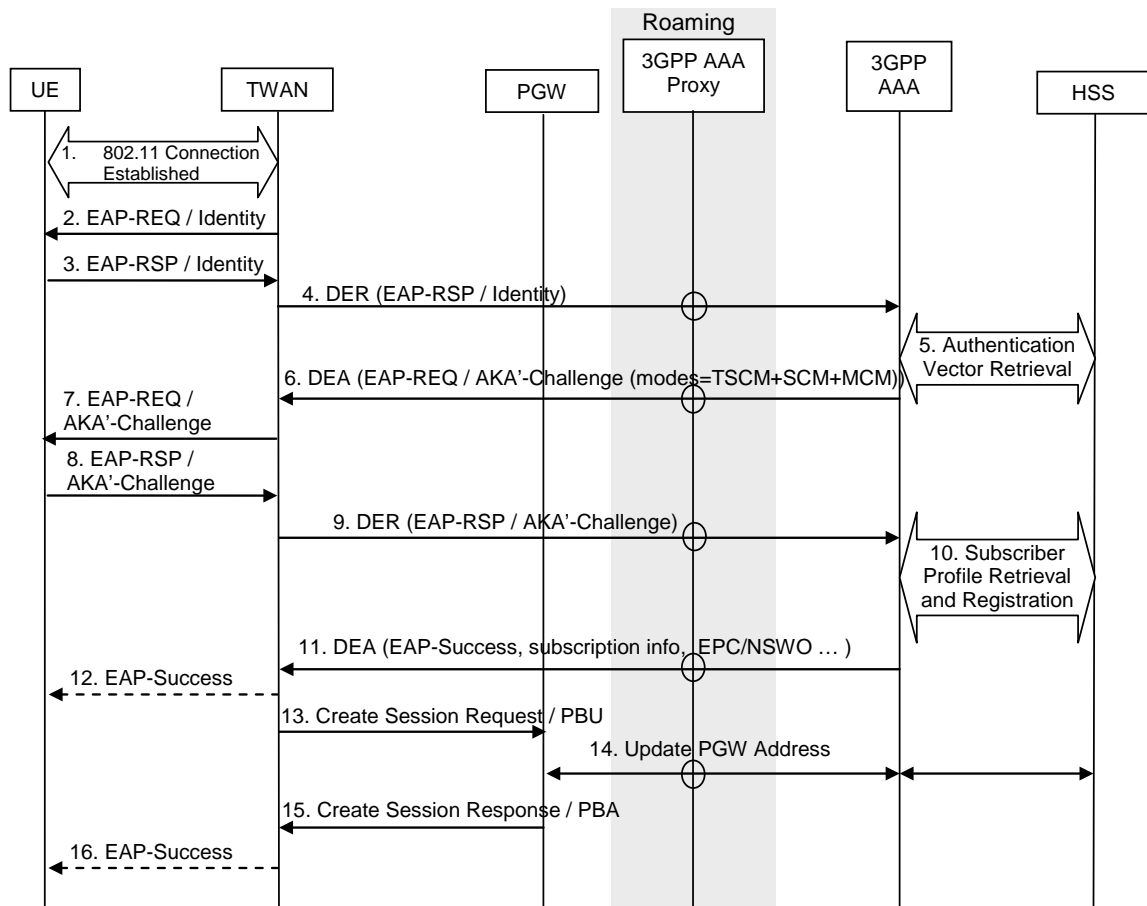 Roaming
UE
TWAN
PGW
3GPP AAA
Proxy
3GPP
AAA
HSS
1. 802.11 Connection
Established
2. EAP-REQ / Identity
3. EAP-RSP / Identity
4. DER (EAP-RSP / Identity)
5. Authentication
Vector Retrieval
6. DEA (EAP-REQ / AKA'-Challenge (modes=TSCM+SCM+MCM))
7. EAP-REQ /
AKA'-Challenge
8. EAP-RSP /
AKA'-Challenge
9. DER (EAP-RSP / AKA'-Challenge)
10. Subscriber
Profile Retrieval
and Registration
11. DEA (EAP-Success, subscription info, EPC/NSWO … )
12. EAP-Success
13. Create Session Request / PBU
14. Update PGW Address
15. Create Session Response / PBA
16. EAP-Success